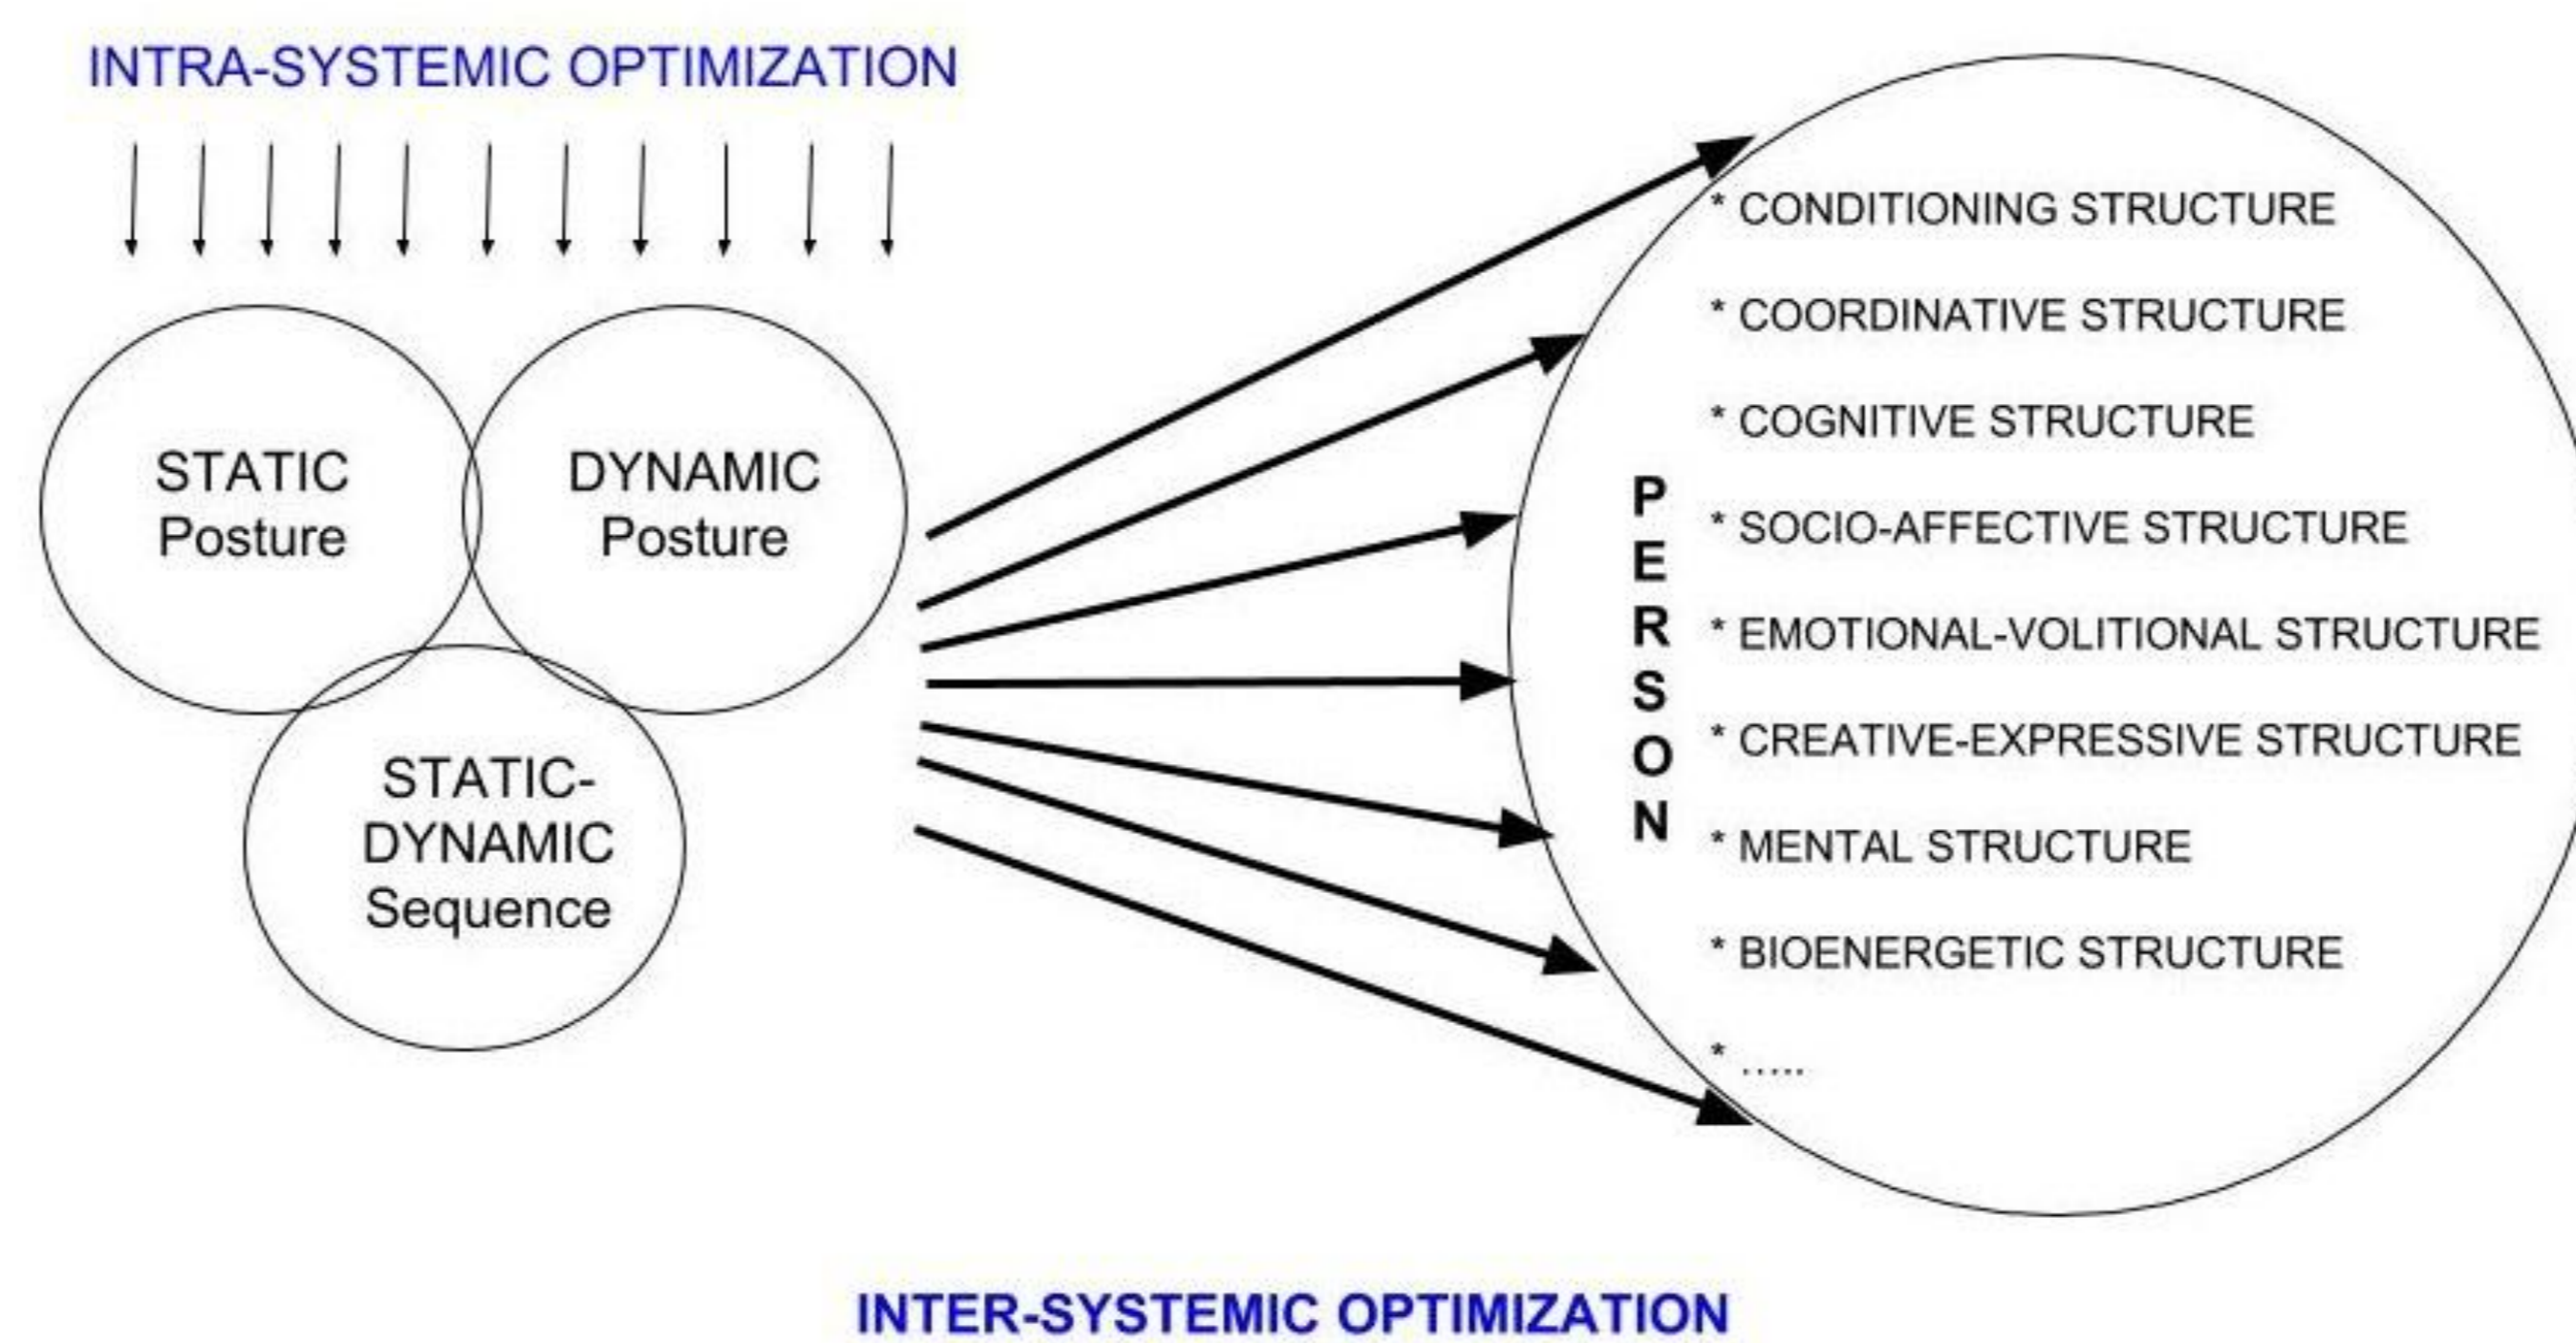 INTRA-SYSTEMIC OPTIMIZATION
STATIC
Posture
DYNAMIC
Posture
STATIC-
DYNAMIC
Sequence
PERSON
* CONDITIONING STRUCTURE
* COORDINATIVE STRUCTURE
* COGNITIVE STRUCTURE
* SOCIO-AFFECTIVE STRUCTURE
* EMOTIONAL-VOLITIONAL STRUCTURE
* CREATIVE-EXPRESSIVE STRUCTURE
* MENTAL STRUCTURE
* BIOENERGETIC STRUCTURE
* .....
INTER-SYSTEMIC OPTIMIZATION